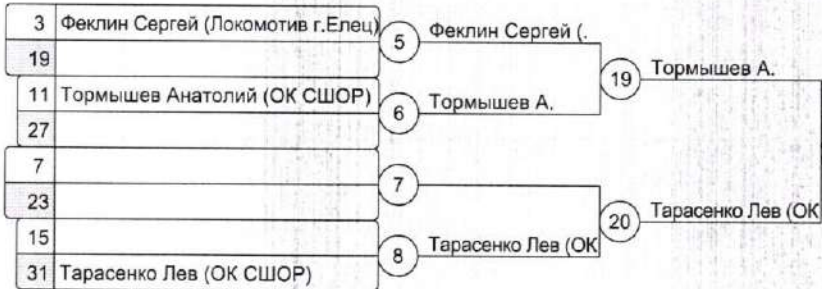 3 Феклин Сергей (Локомотив г.Елец)
19
5 Феклин Сергей (.
19 Тормышев А.
11 Тормышев Анатолий (ОК СШОР)
27
6 Тормышев А.
7
23
7
20 Тарасенко Лев (ОК
15
31 Тарасенко Лев (ОК СШОР)
8 Тарасенко Лев (ОК